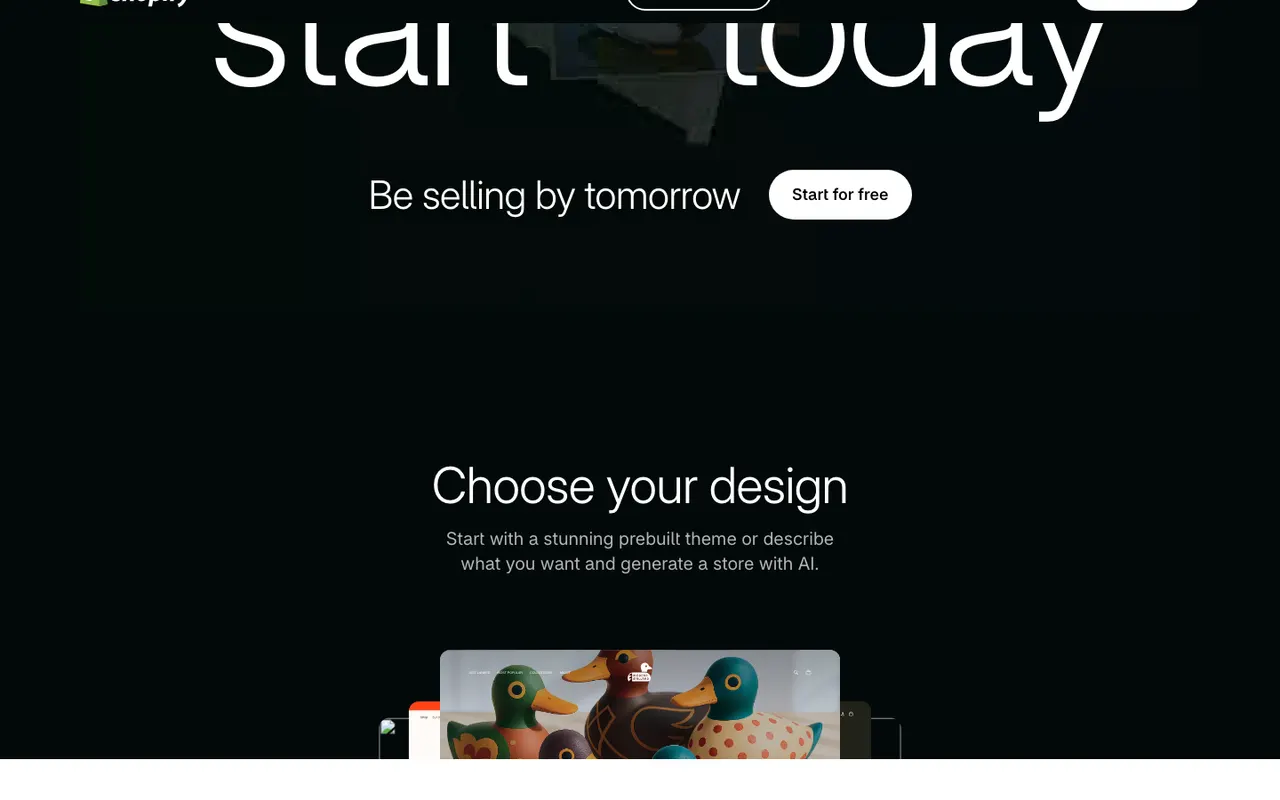 shopify
start today
Be selling by tomorrow
Start for free
Choose your design
Start with a stunning prebuilt theme or describe
what you want and generate a store with AI.